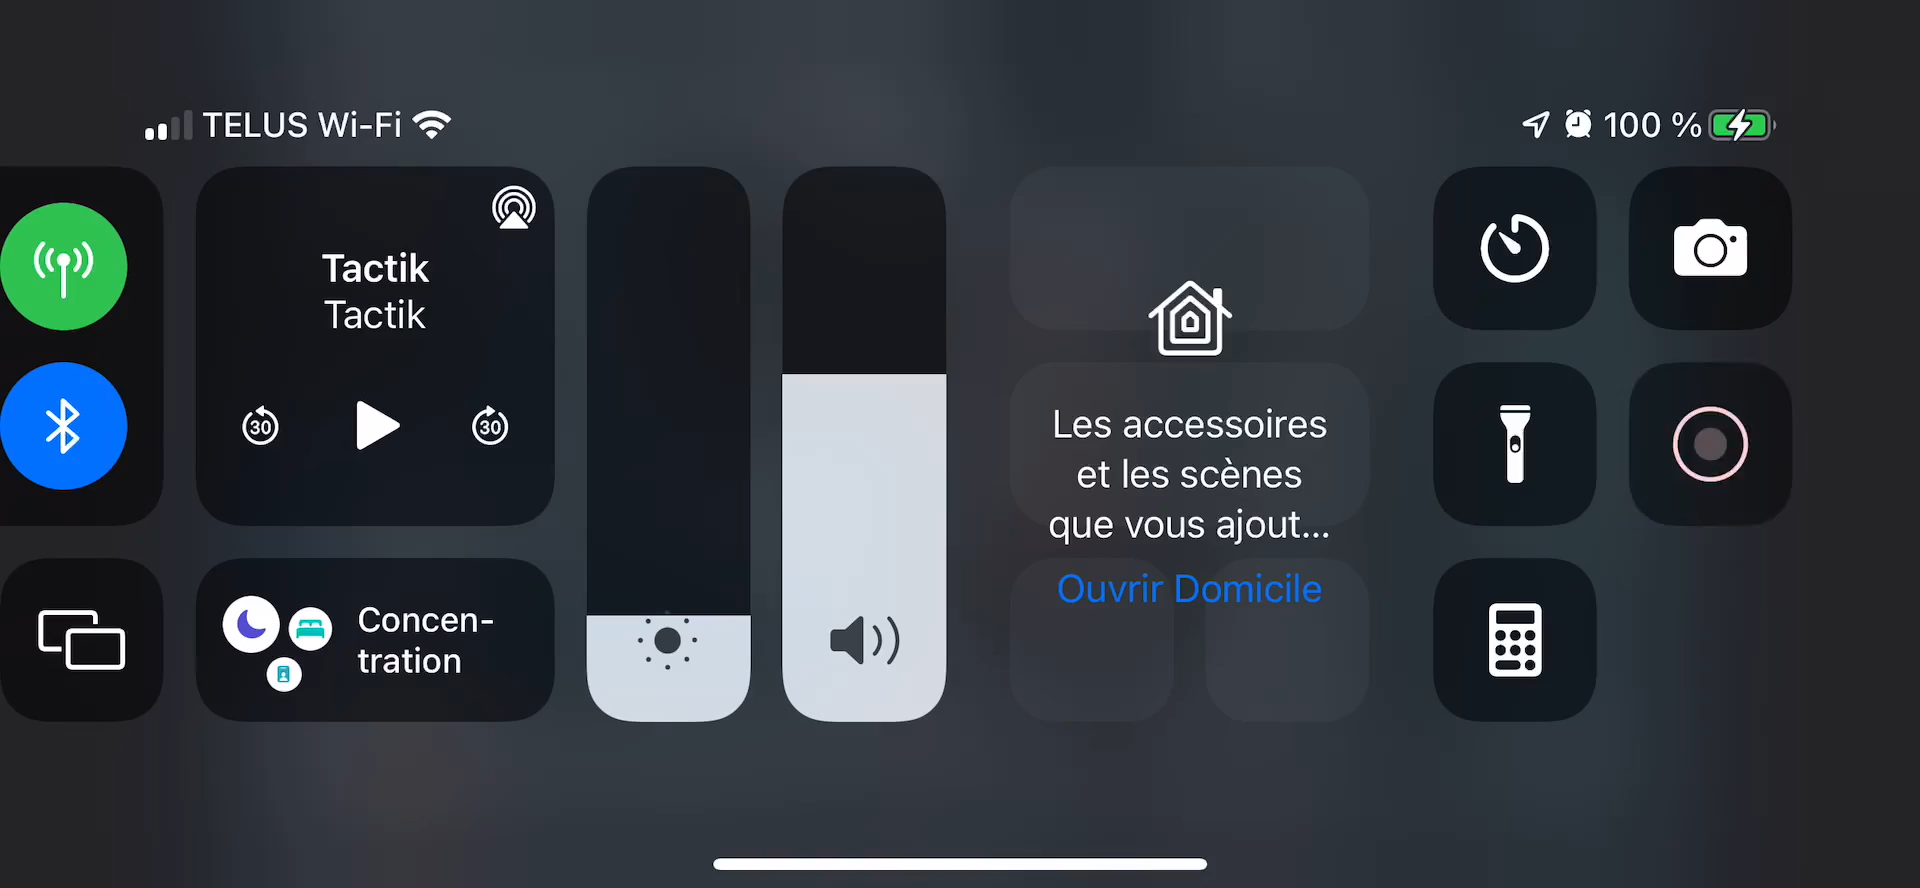 TELUS Wi-Fi
100 %
Tactik
Tactik
30
30
Concen-
tration
Les accessoires
et les scènes
que vous ajout...
Ouvrir Domicile